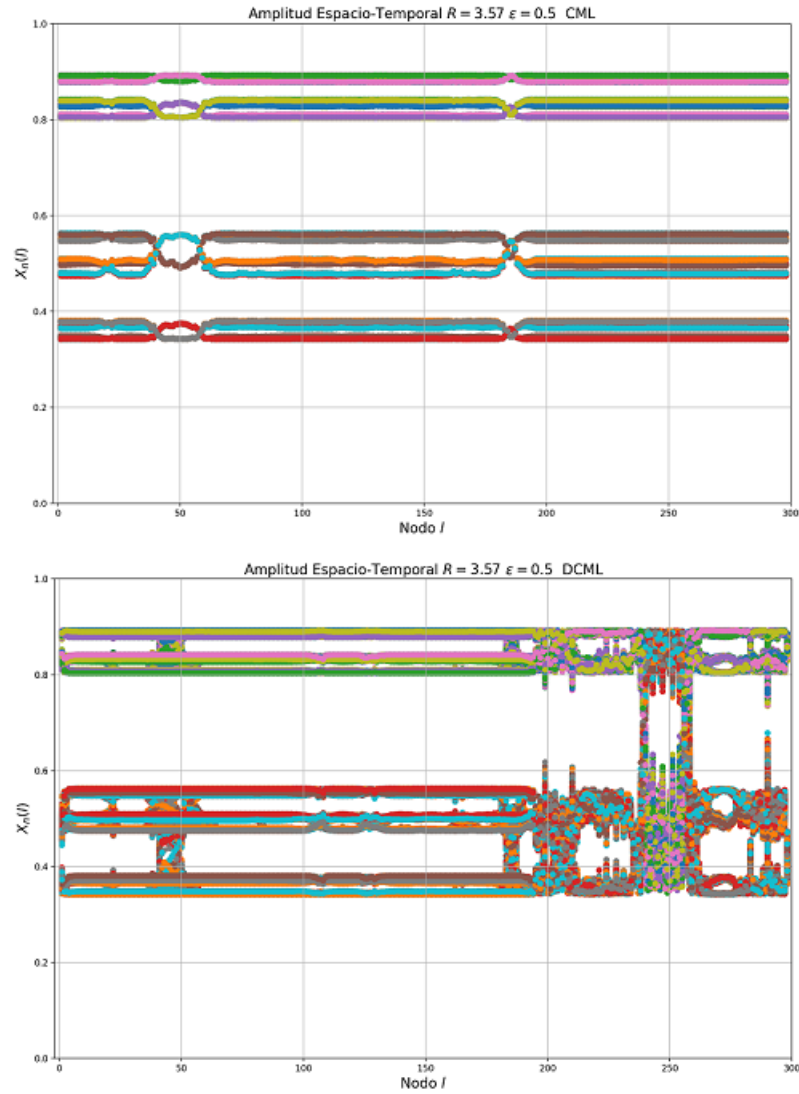 Amplitud Espacio-Temporal R = 3.57 ε = 0.5 CML
1.0
0.8
0.6
0.4
0.2
0.0
Xn(l)
0 50 100 150 200 250 300
Nodo l
Amplitud Espacio-Temporal R = 3.57 ε = 0.5 DCML
1.0
0.8
0.6
0.4
0.2
0.0
Xn(l)
0 50 100 150 200 250 300
Nodo l